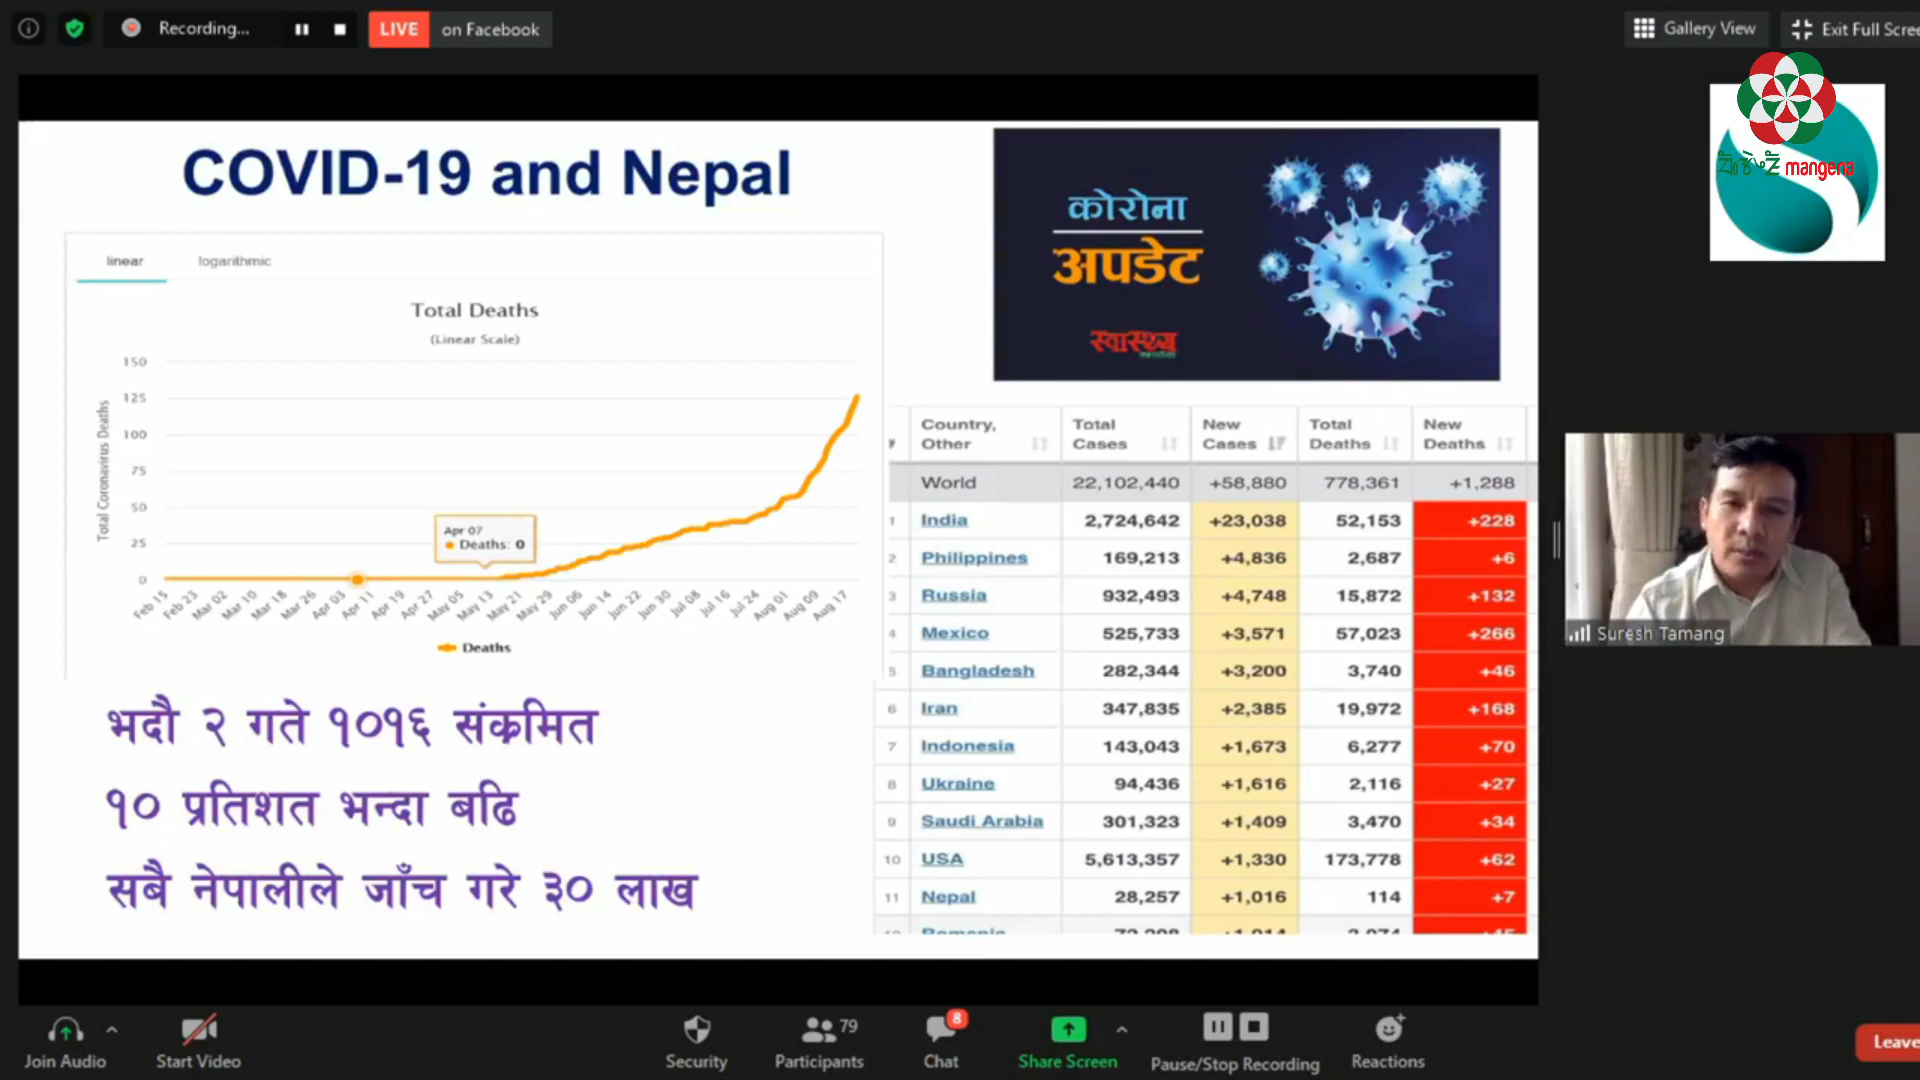 Recording...
LIVE on Facebook
Gallery View
Exit Full
mangena
COVID-19 and Nepal
linear logarithmic
Total Deaths
(Linear Scale)
Total Coronavirus Deaths
150
125
100
75
50
25
0
Apr 07
Deaths: 0
Feb 15 Feb 23 Mar 02 Mar 10 Mar 18 Mar 26 Apr 03 Apr 11 Apr 19 Apr 27 May 05 May 13 May 21 May 29 Jun 06 Jun 14 Jun 22 Jun 30 Jul 08 Jul 16 Jul 24 Aug 01 Aug 09 Aug 17
Deaths
कोरोना
अपडेट
स्वास्थ्य
भदौ २ गते १०१६ संक्रमित
१० प्रतिशत भन्दा बढि
सबै नेपालीले जाँच गरे ३० लाख
# Country, Other Total Cases New Cases Total Deaths New Deaths
World 22,102,440 +58,880 778,361 +1,288
1 India 2,724,642 +23,038 52,153 +228
2 Philippines 169,213 +4,836 2,687 +6
3 Russia 932,493 +4,748 15,872 +132
4 Mexico 525,733 +3,571 57,023 +266
5 Bangladesh 282,344 +3,200 3,740 +46
6 Iran 347,835 +2,385 19,972 +168
7 Indonesia 143,043 +1,673 6,277 +70
8 Ukraine 94,436 +1,616 2,116 +27
9 Saudi Arabia 301,323 +1,409 3,470 +34
10 USA 5,613,357 +1,330 173,778 +62
11 Nepal 28,257 +1,016 114 +7
Suresh Tamang
Join Audio
Start Video
Security
79
Participants
8
Chat
Share Screen
Pause/Stop Recording
Reactions
Leave